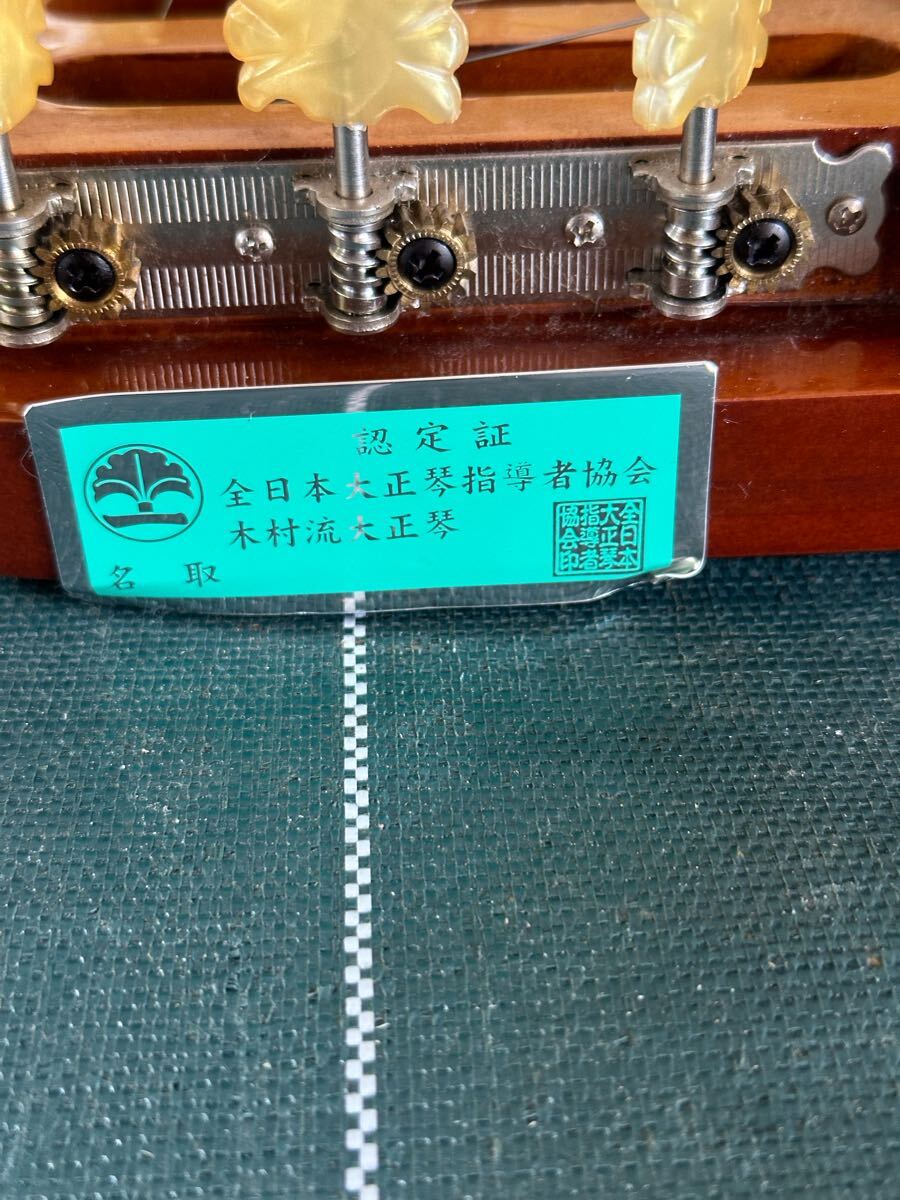 認定証
全日本大正琴指導者協会
木村流大正琴
名取
全日本
大正琴
指導者
協会印